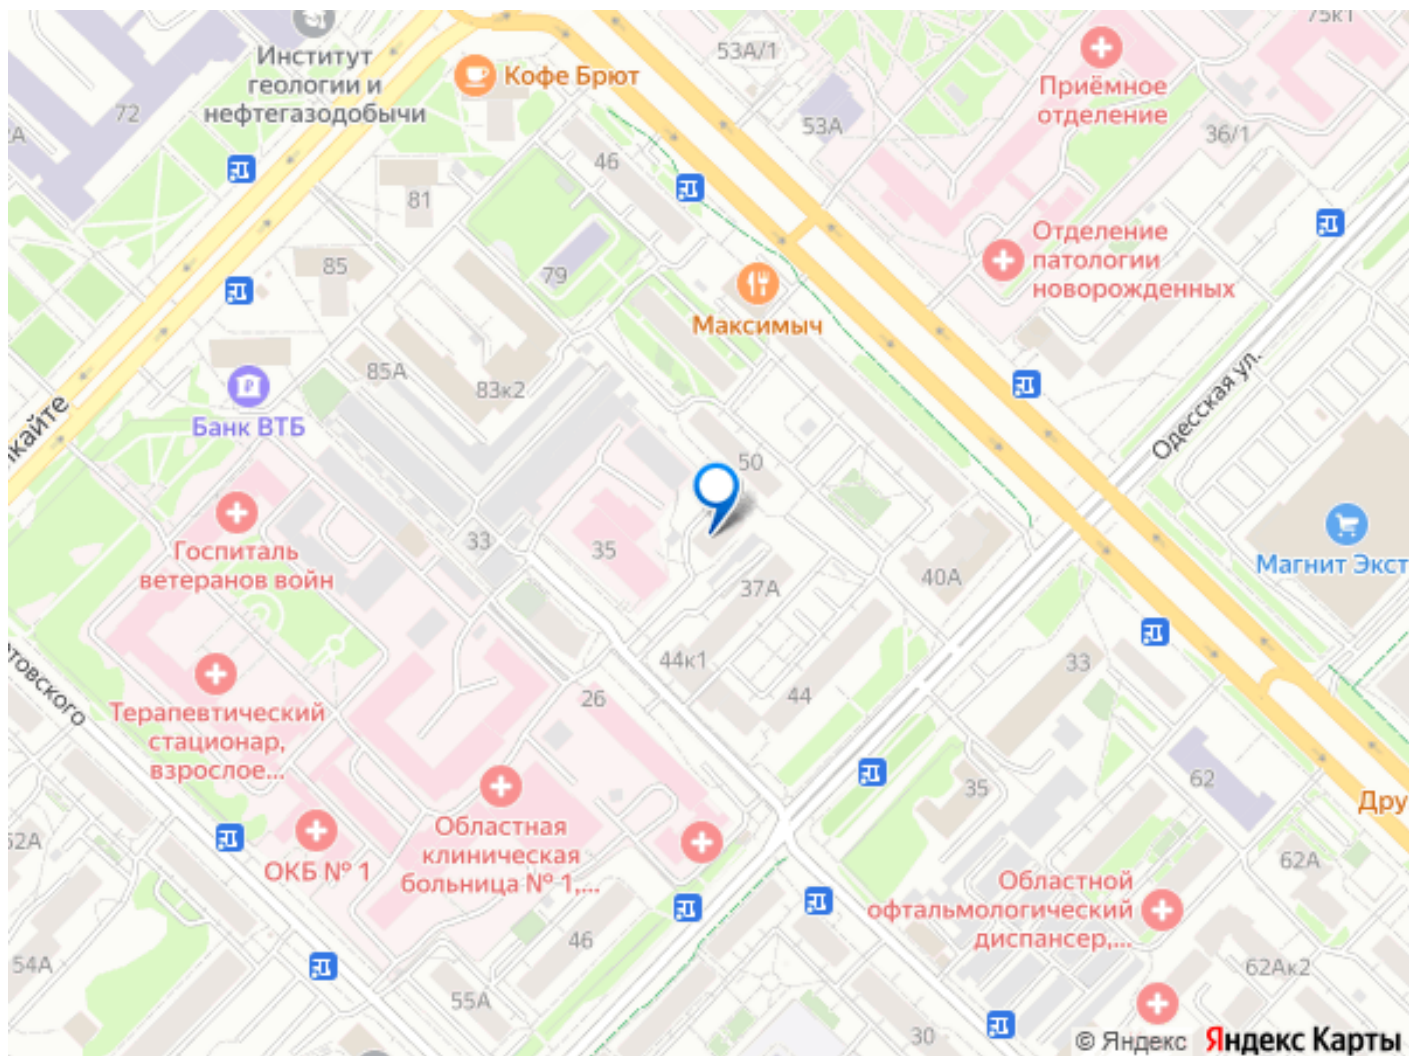 75к1
53А/1
Институт
геологии и
нефтегазодобычи
Кофе Брют
Приёмное
отделение
72
53А
36/1
46
81
Отделение
патологии
новорожденных
85
79
Максимыч
85А
83к2
Одесская ул.
Банк ВТБ
50
Госпиталь
ветеранов войн
33
35
Магнит Экст
37А
40А
44к1
33
44
26
Терапевтический
стационар,
взрослое...
62
35
Дру
62А
Областная
клиническая
больница № 1,...
ОКБ № 1
Областной
офтальмологический
диспансер,...
46
54А
55А
62Ак2
30
© Яндекс Яндекс Карты